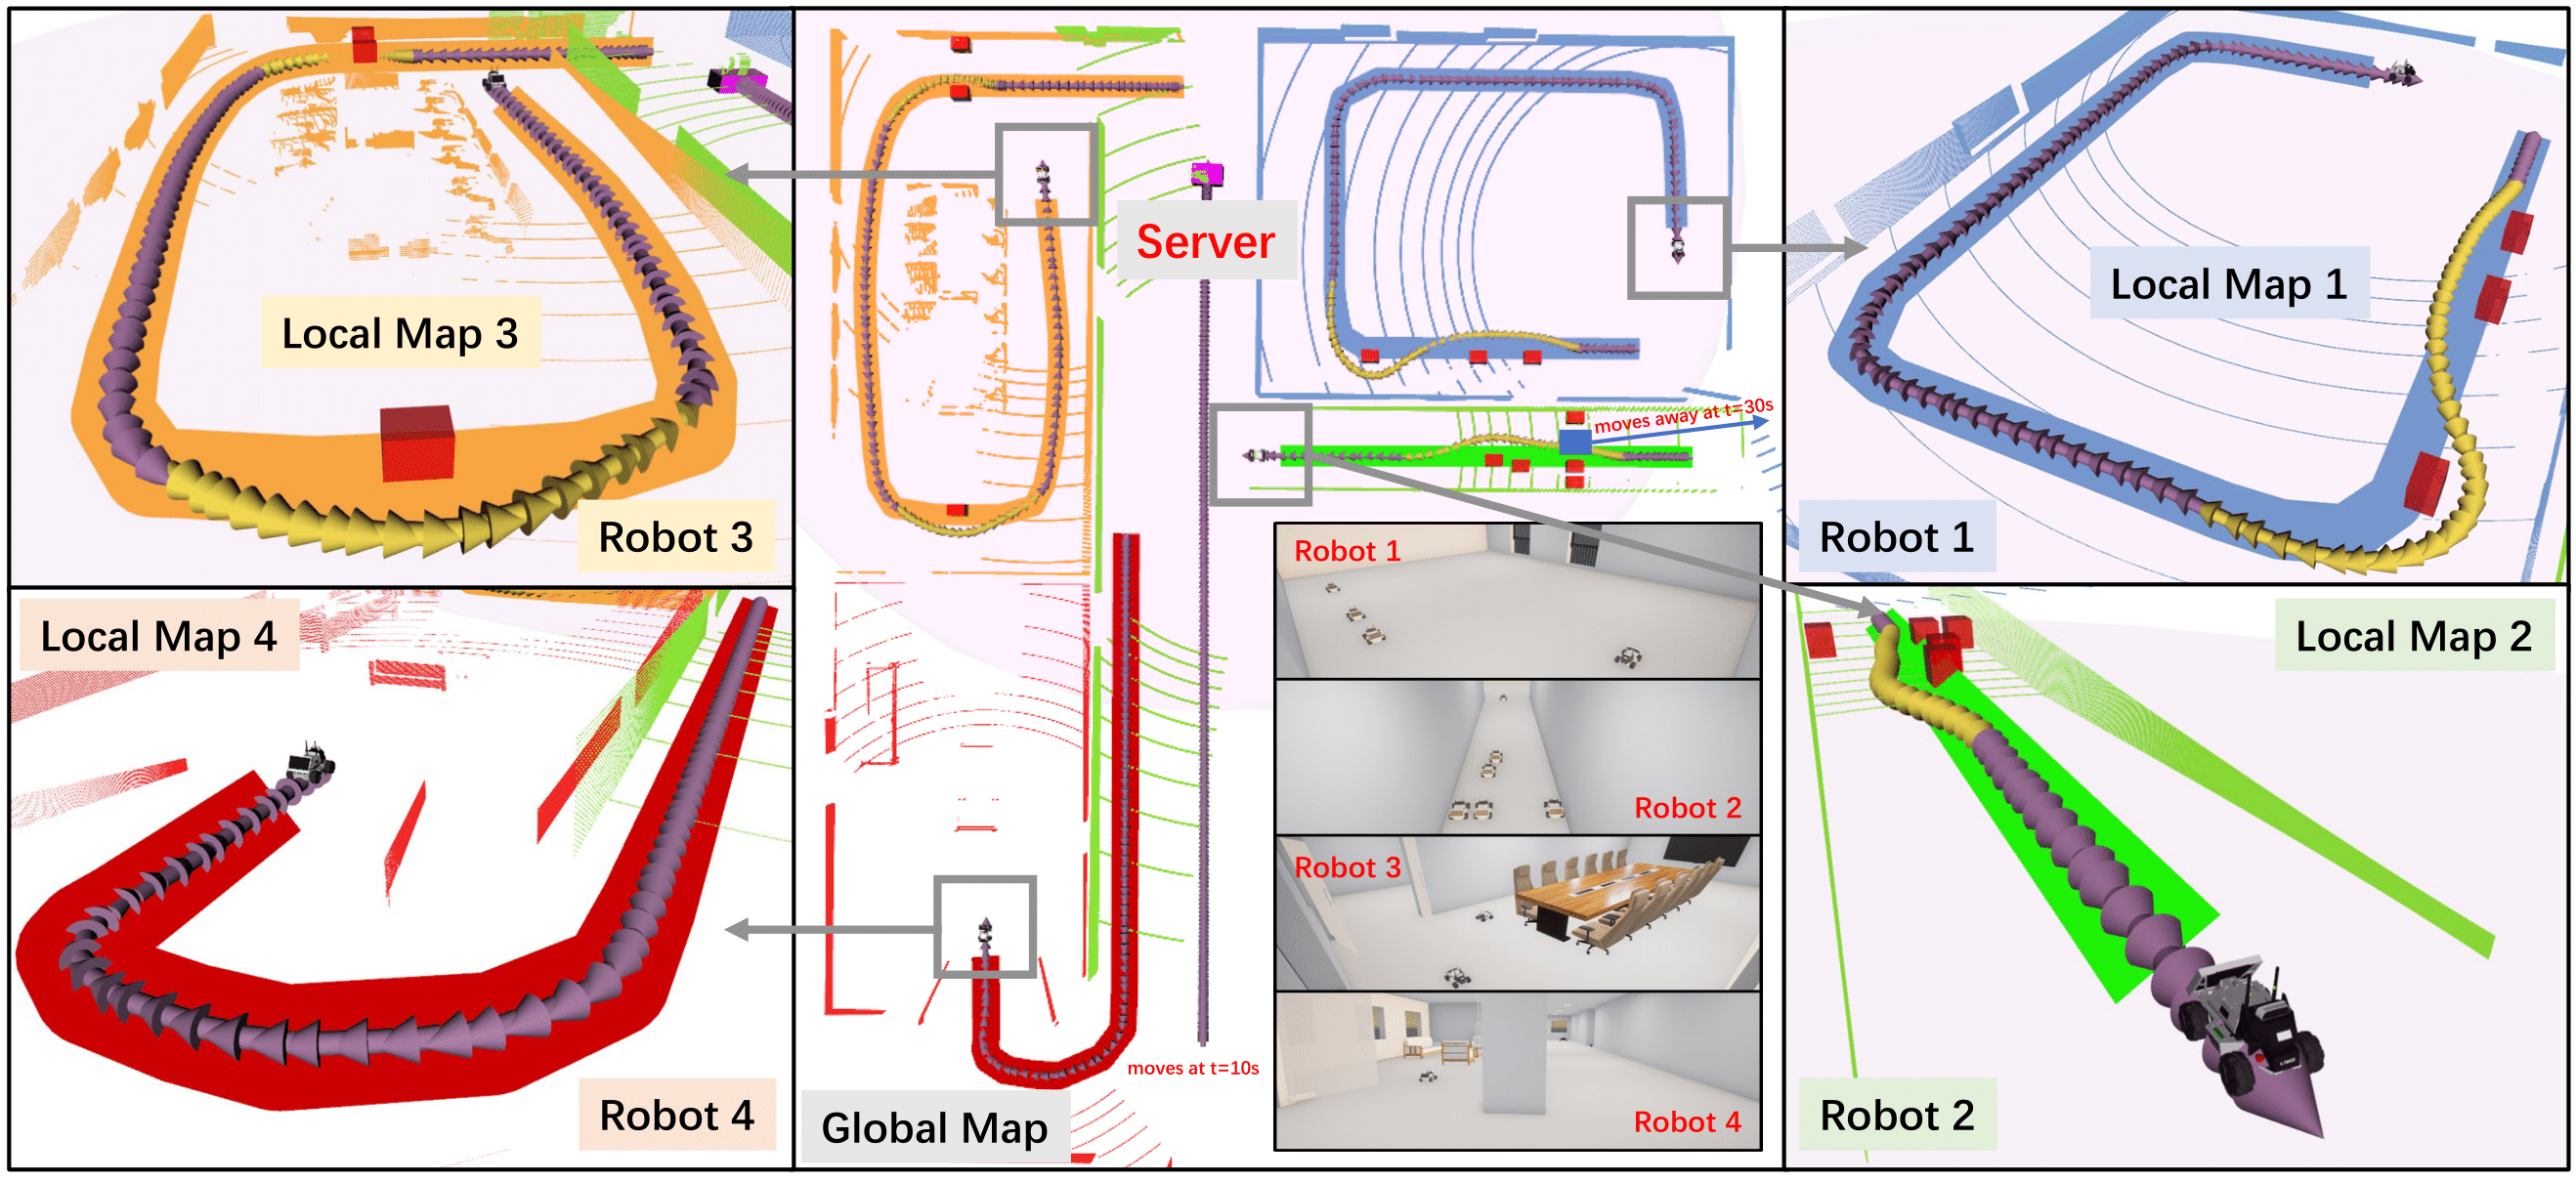 Local Map 3
Robot 3
Local Map 4
Robot 4
Server
moves away at t=30s
moves at t=10s
Global Map
Robot 1
Robot 2
Robot 3
Robot 4
Local Map 1
Robot 1
Local Map 2
Robot 2